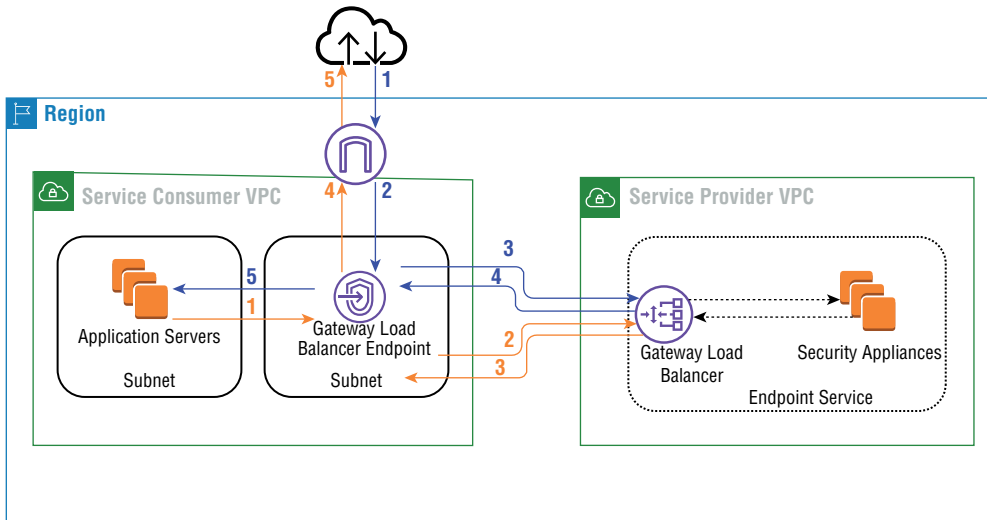 5
1
Region
4
2
Service Consumer VPC
Service Provider VPC
3
4
5
1
Application Servers
Subnet
Gateway Load
Balancer Endpoint
Subnet
2
3
Gateway Load
Balancer
Security Appliances
Endpoint Service